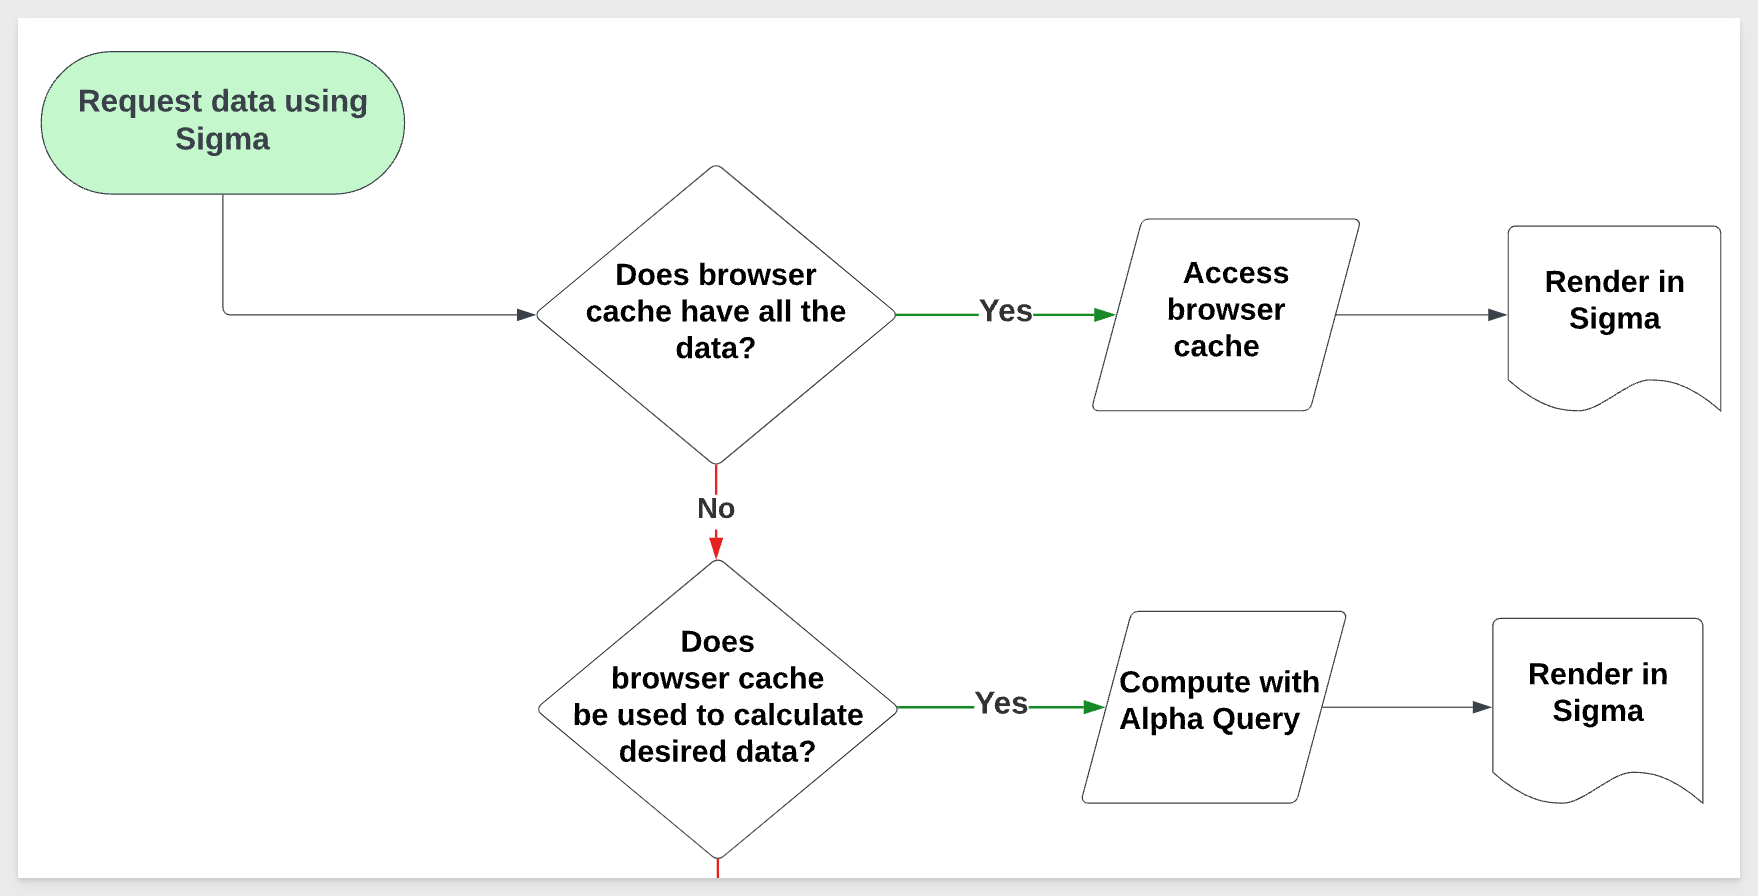 Request data using
Sigma
Does browser
cache have all the
data?
Yes
Access
browser
cache
Render in
Sigma
No
Does
browser cache
be used to calculate
desired data?
Yes
Compute with
Alpha Query
Render in
Sigma